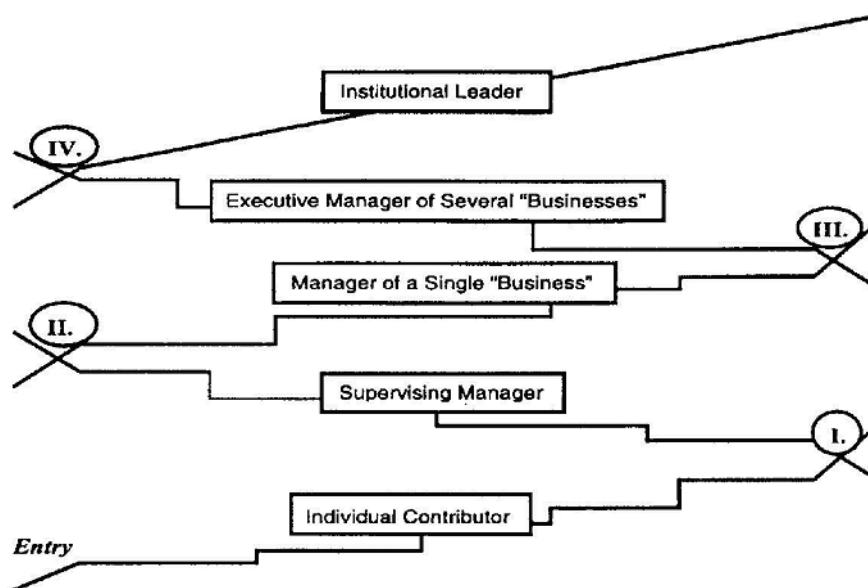 Institutional Leader
IV.
Executive Manager of Several "Businesses"
III.
Manager of a Single "Business"
II.
Supervising Manager
I.
Individual Contributor
Entry